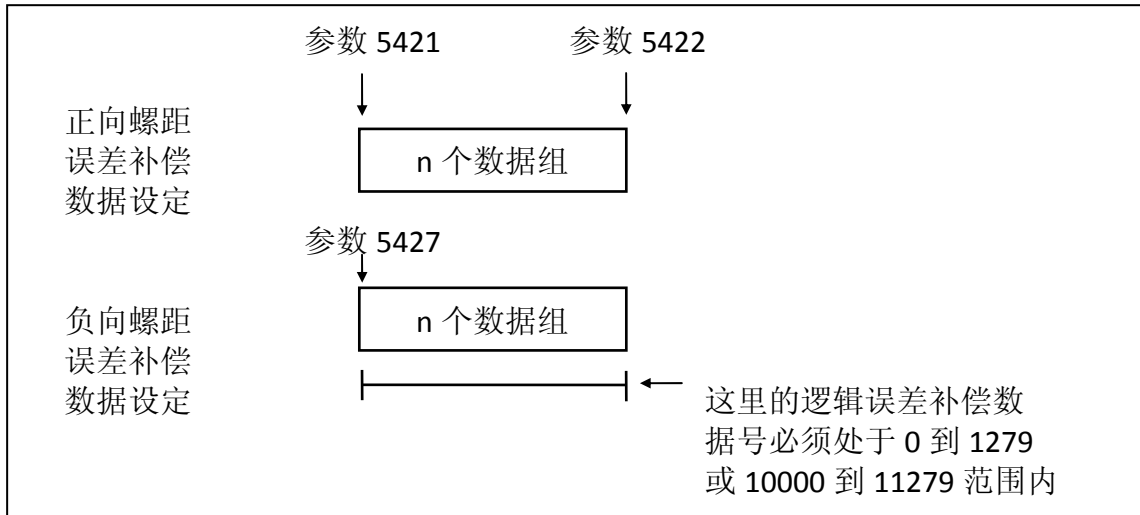 参数 5421
参数 5422
正向螺距
误差补偿
数据设定
n 个数据组
参数 5427
负向螺距
误差补偿
数据设定
n 个数据组
这里的逻辑误差补偿数
据号必须处于 0 到 1279
或 10000 到 11279 范围内